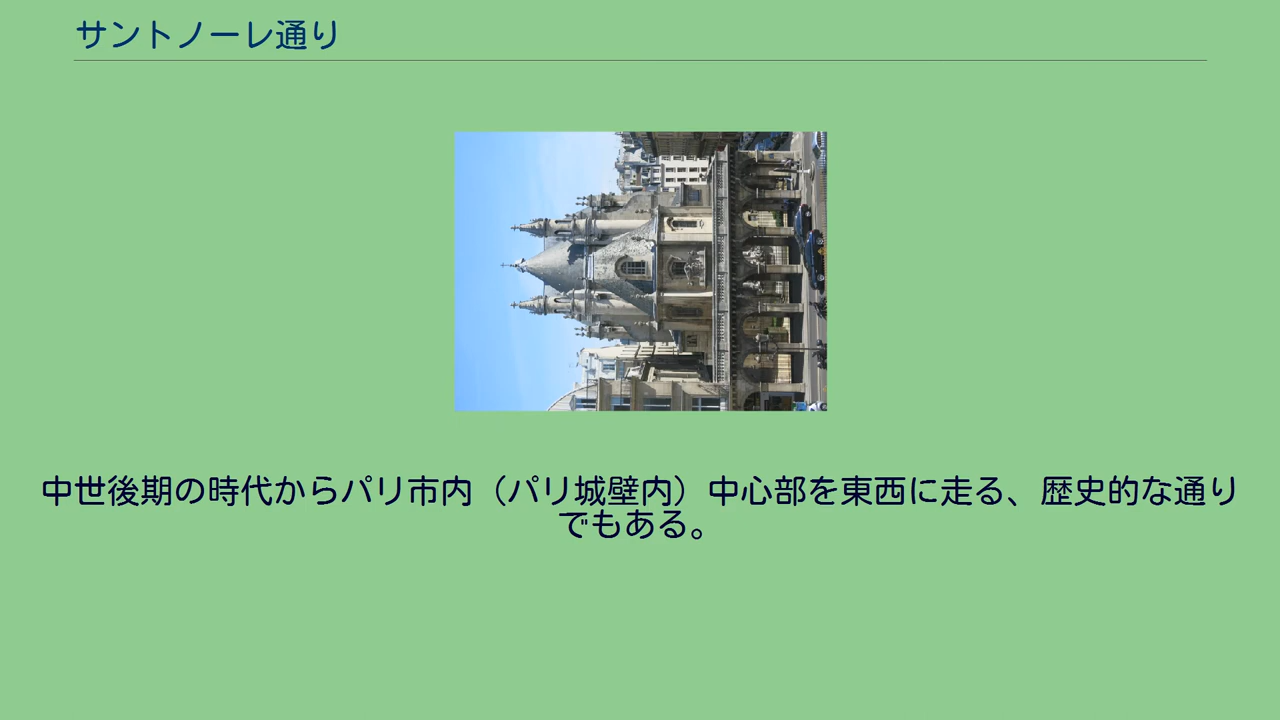 サントノーレ通り
中世後期の時代からパリ市内（パリ城壁内）中心部を東西に走る、歴史的な通り
でもある。